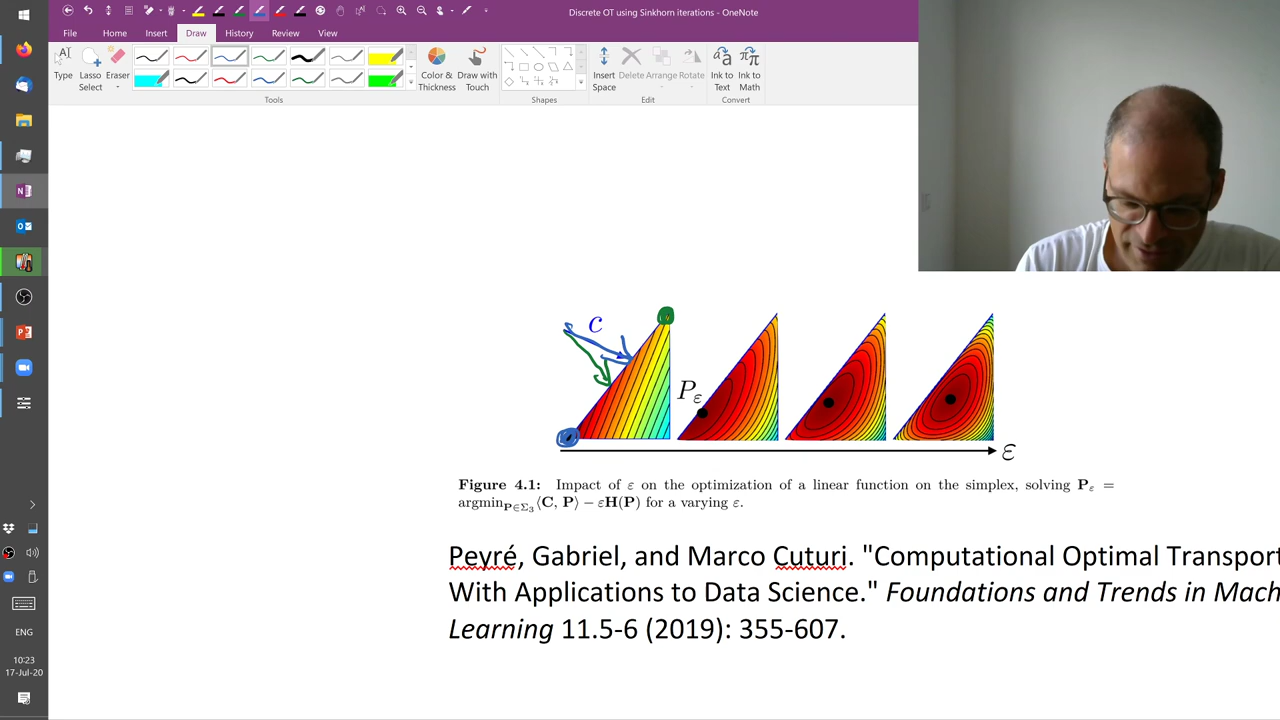 Discrete OT using Sinkhorn iterations - OneNote
File Home Insert Draw History Review View
Type
Lasso Select
Eraser
Color & Thickness
Draw with Touch
Insert Space
Delete
Arrange
Rotate
Ink to Text
Ink to Math
Tools
Shapes
Edit
Convert
c
Pε
ε
Figure 4.1: Impact of ε on the optimization of a linear function on the simplex, solving Pε =
argminP∈Σ3⟨C, P⟩ − εH(P) for a varying ε.
Peyré, Gabriel, and Marco Cuturi. "Computational Optimal Transport
With Applications to Data Science." Foundations and Trends in Mach
Learning 11.5-6 (2019): 355-607.
ENG
10:23
17-Jul-20